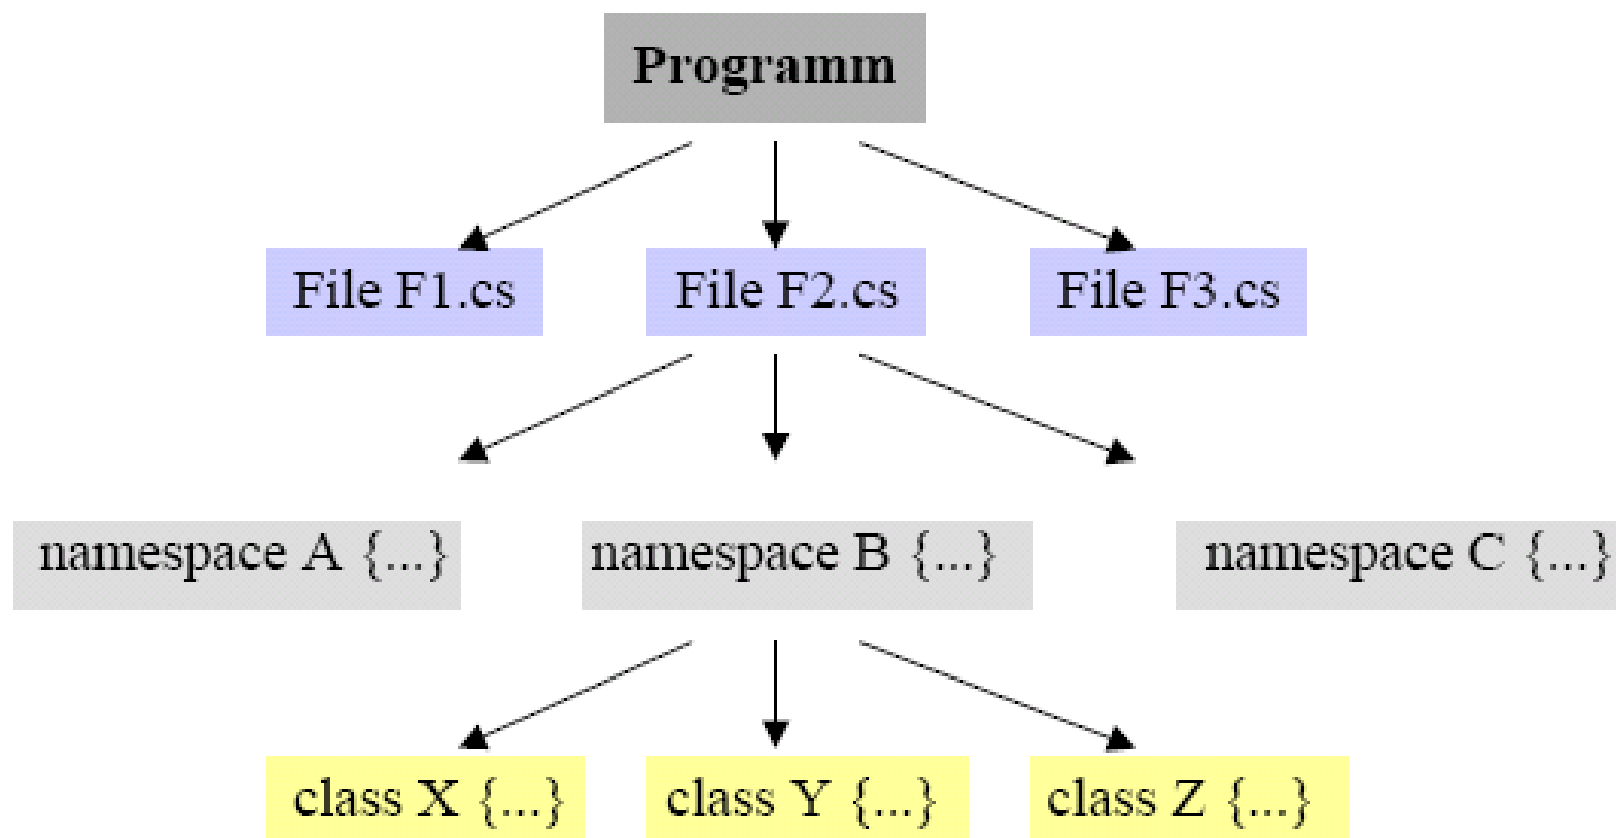 Programm
File F1.cs
File F2.cs
File F3.cs
namespace A {...}
namespace B {...}
namespace C {...}
class X {...}
class Y {...}
class Z {...}